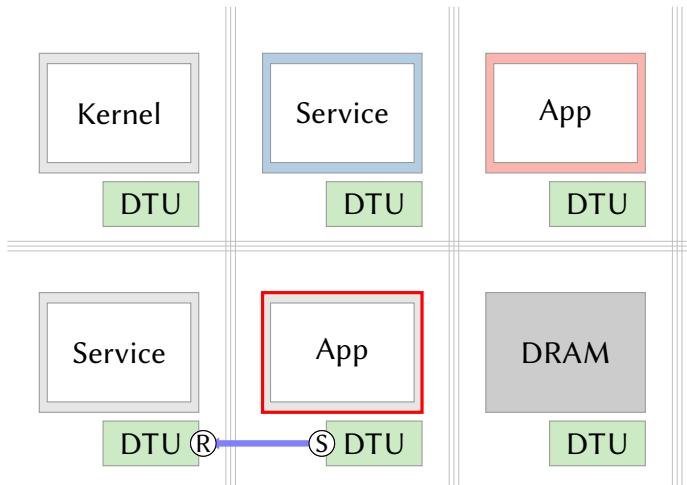 Kernel
Service
App
DTU
DTU
DTU
Service
App
DRAM
DTU
R
S
DTU
DTU